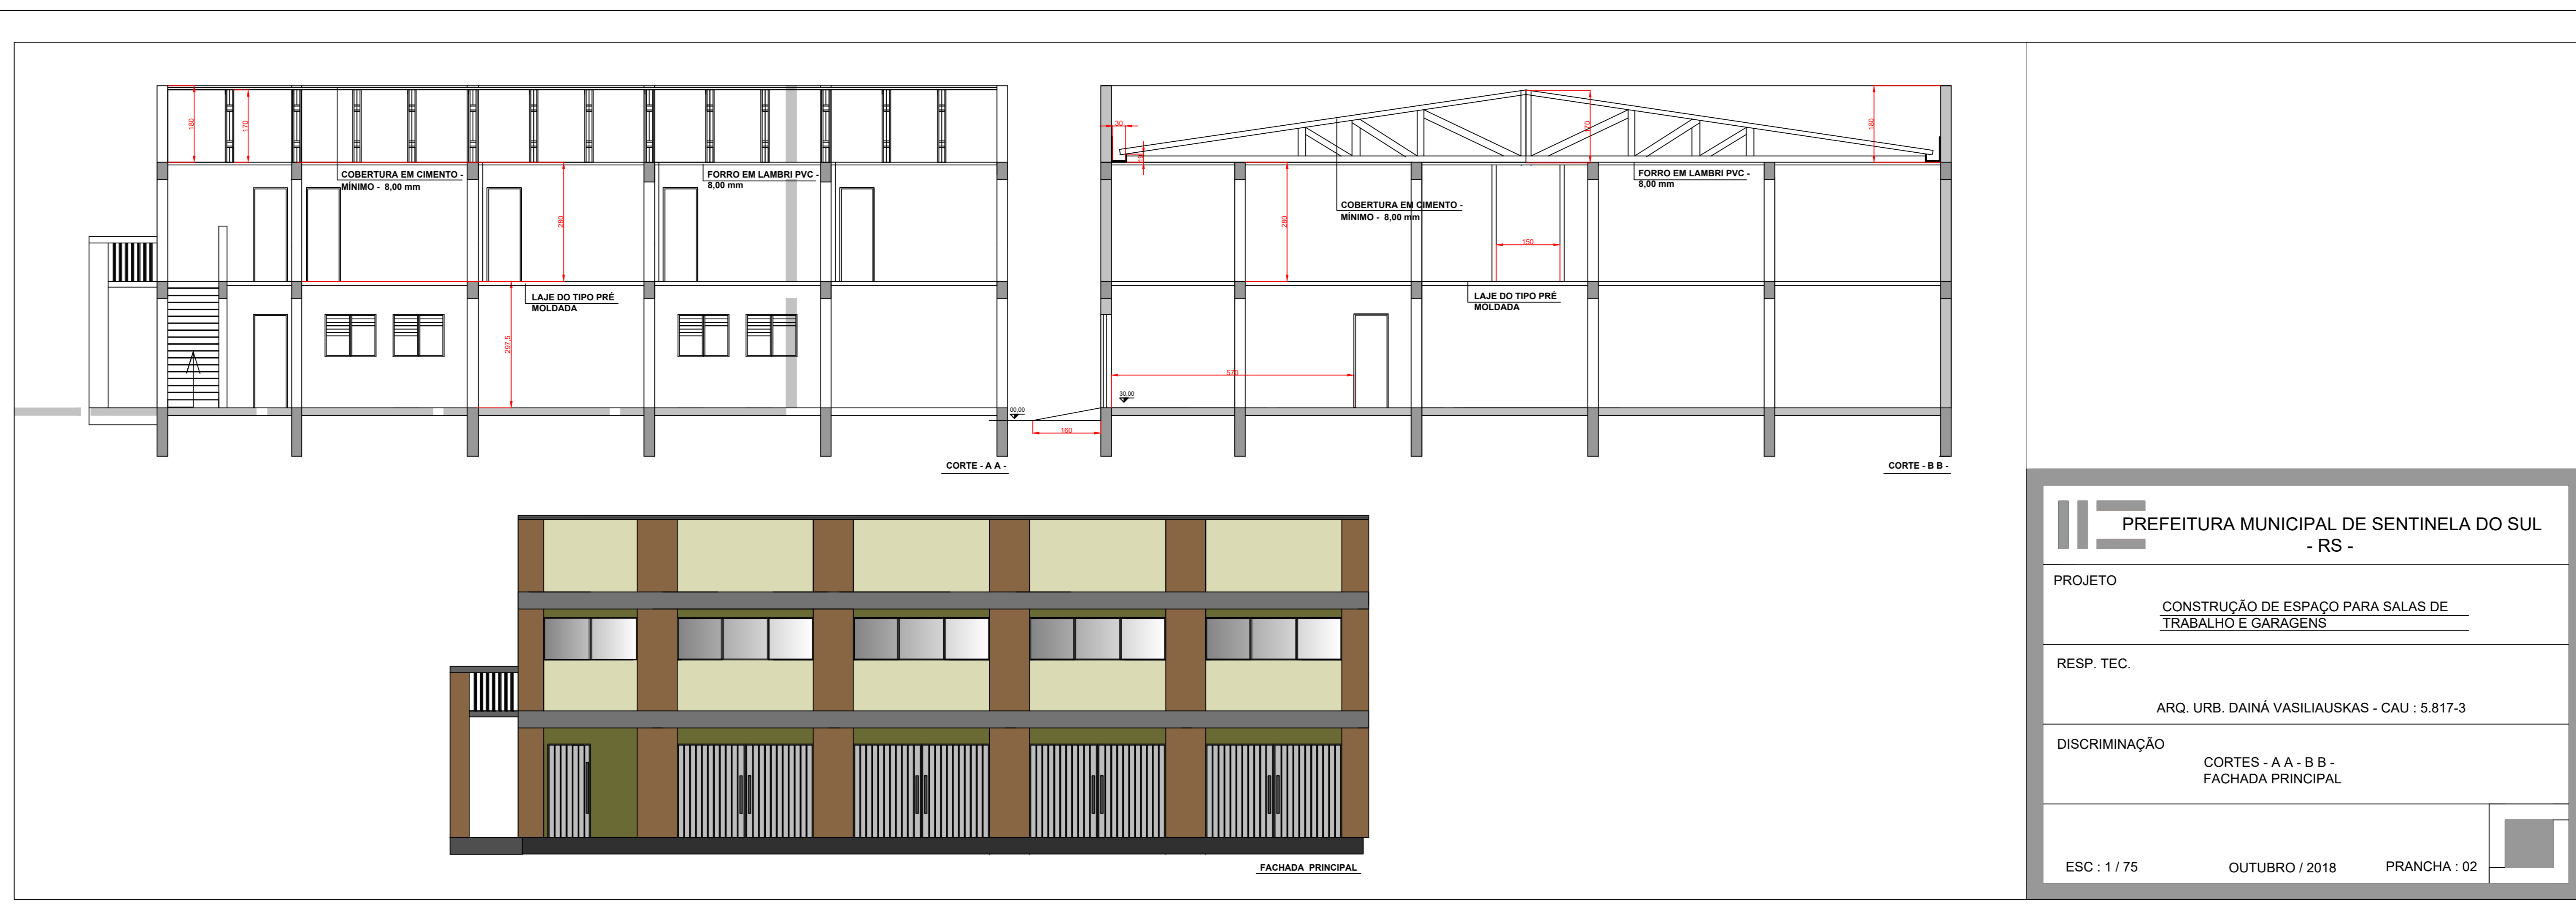 180
170
COBERTURA EM CIMENTO -
MÍNIMO - 8,00 mm
FORRO EM LAMBRI PVC -
8,00 mm
280
LAJE DO TIPO PRÉ
MOLDADA
297,5
00,00
CORTE - A A -
30
19
170
180
FORRO EM LAMBRI PVC -
8,00 mm
COBERTURA EM CIMENTO -
MÍNIMO - 8,00 mm
280
150
LAJE DO TIPO PRÉ
MOLDADA
570
30,00
160
CORTE - B B -
FACHADA PRINCIPAL
PREFEITURA MUNICIPAL DE SENTINELA DO SUL
- RS -
PROJETO
CONSTRUÇÃO DE ESPAÇO PARA SALAS DE
TRABALHO E GARAGENS
RESP. TEC.
ARQ. URB. DAINÁ VASILIAUSKAS - CAU : 5.817-3
DISCRIMINAÇÃO
CORTES - A A - B B -
FACHADA PRINCIPAL
ESC : 1 / 75
OUTUBRO / 2018
PRANCHA : 02